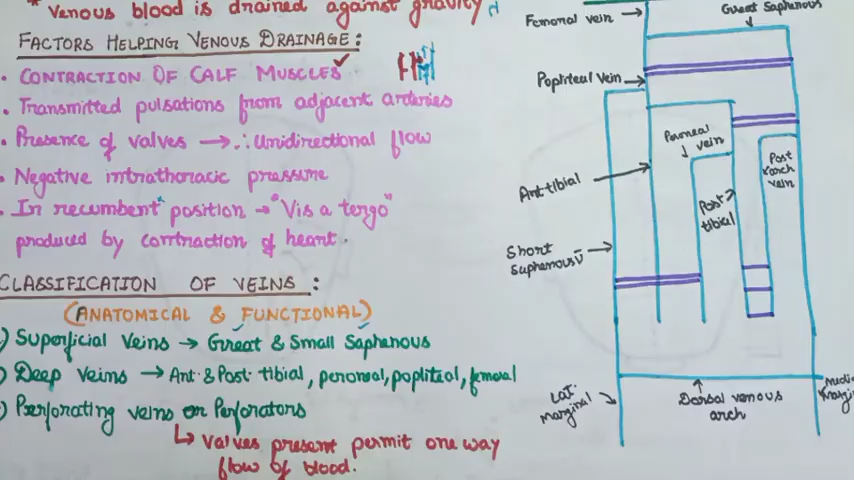 * Venous blood is drained against gravity
FACTORS HELPING VENOUS DRAINAGE:
• CONTRACTION OF CALF MUSCLES
• Transmitted pulsations from adjacent arteries
• Presence of valves → ∴ Unidirectional flow
• Negative intrathoracic pressure
• In recumbent position → "Vis a tergo"
produced by contraction of heart.
CLASSIFICATION OF VEINS:
(ANATOMICAL & FUNCTIONAL)
) Superficial Veins → Great & Small Saphenous
) Deep Veins → Ant. & Post. tibial, peroneal, popliteal, femoral
) Perforating veins or Perforators
↳ valves present permit one way
flow of blood.
Femoral vein
Great Saphenous
Popliteal vein
Peroneal
vein
Post
arch
vein
Ant tibial
Post
tibial
Short
Saphenous v̄
Lat.
marginal
Dorsal venous
arch